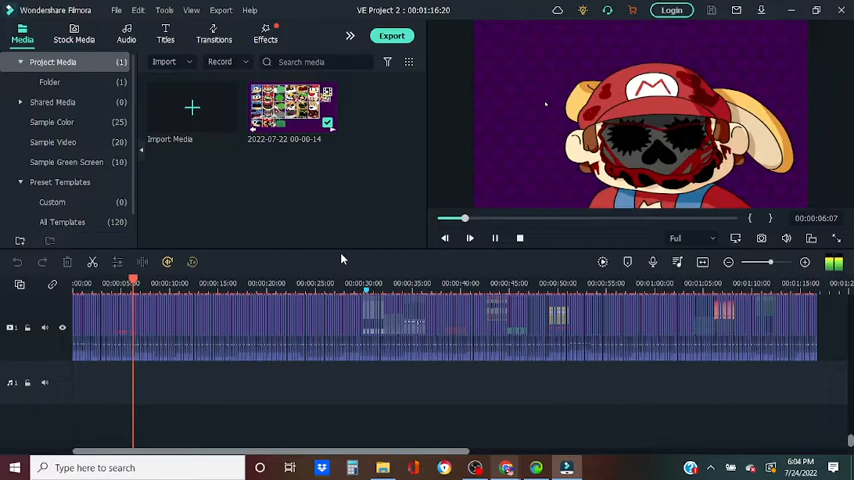 Wondershare Filmora File Edit Tools View Export Help VE Project 2 : 00:01:16:20 Login
Media Stock Media Audio Titles Transitions Effects Export
Project Media (1)
Folder (1)
Shared Media (0)
Sample Color (25)
Sample Video (20)
Sample Green Screen (10)
Preset Templates
Custom (0)
All Templates (120)
Import Record Search media
Import Media
2022-07-22 00-00-14
M
{ } 00:00:06:07
Full
:00:00 00:00:05:00 00:00:10:00 00:00:15:00 00:00:20:00 00:00:25:00 00:00:30:00 00:00:35:00 00:00:40:00 00:00:45:00 00:00:50:00 00:00:55:00 00:01:00:00 00:01:05:00 00:01:10:00 00:01:15:00
1
1
Type here to search
6:04 PM
7/24/2022